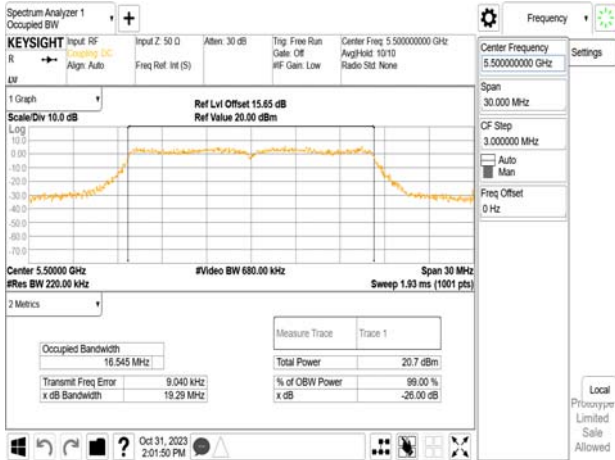 Spectrum Analyzer 1
Occupied BW
Frequency
KEYSIGHT
R
LW
Input: RF
Coupling: DC
Align: Auto
Input Z: 50 Ω
Freq Ref: Int (S)
Atten: 30 dB
Trig: Free Run
Gate: Off
#IF Gain: Low
Center Freq: 5.500000000 GHz
Avg|Hold: 10/10
Radio Std: None
Center Frequency
5.500000000 GHz
Settings
Span
30.000 MHz
CF Step
3.000000 MHz
Auto
Man
Freq Offset
0 Hz
1 Graph
Scale/Div 10.0 dB
Ref Lvl Offset 15.65 dB
Ref Value 20.00 dBm
Log
10.0
0.00
-10.0
-20.0
-30.0
-40.0
-50.0
-60.0
-70.0
Center 5.50000 GHz
#Res BW 220.00 kHz
#Video BW 680.00 kHz
Span 30 MHz
Sweep 1.93 ms (1001 pts)
2 Metrics
Measure Trace
Trace 1
Occupied Bandwidth
16.545 MHz
Total Power
20.7 dBm
Transmit Freq Error
9.040 kHz
% of OBW Power
99.00 %
x dB Bandwidth
19.29 MHz
x dB
-26.00 dB
Local
Prototype
Limited
Sale
Allowed
?
Oct 31, 2023
2:01:50 PM